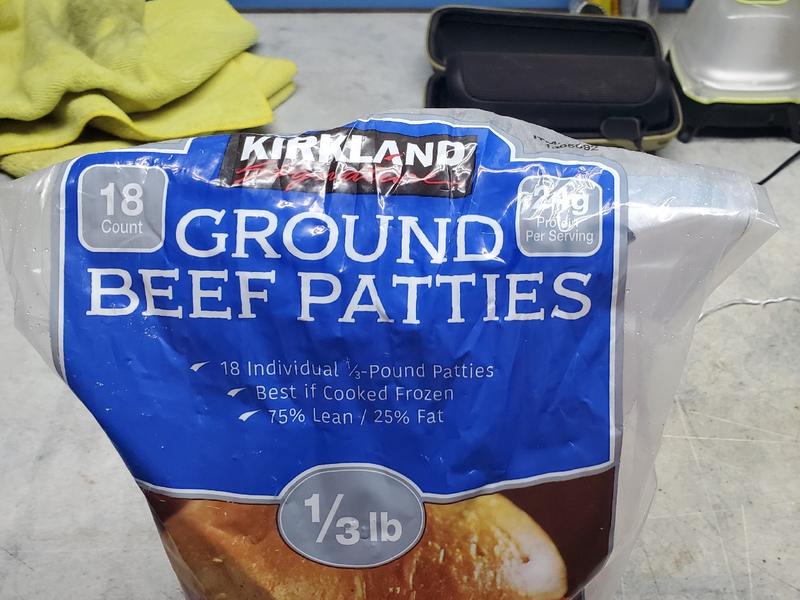 KIRKLAND
Signature
18
Count
Protein
Per Serving
GROUND
BEEF PATTIES
18 Individual ⅓-Pound Patties
Best if Cooked Frozen
75% Lean / 25% Fat
1/3 lb